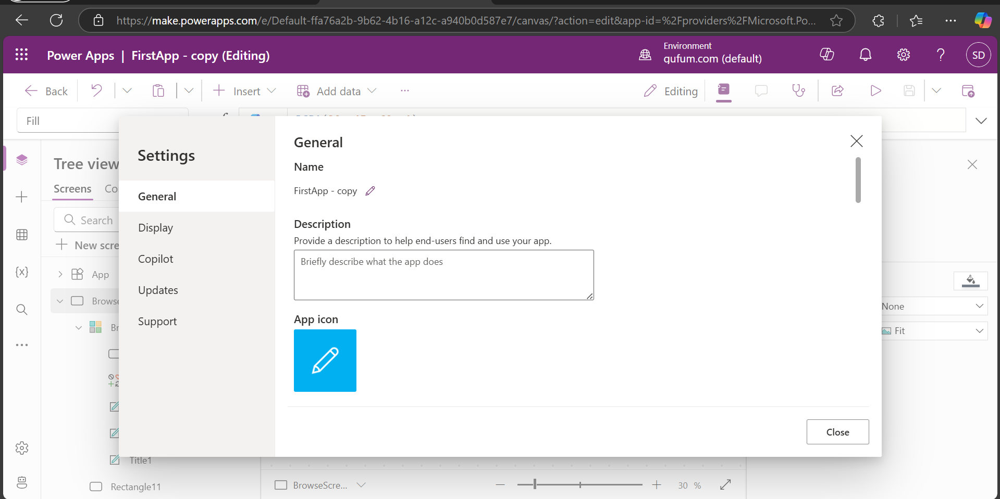 https://make.powerapps.com/e/Default-ffa76a2b-9b62-4b16-a12c-a940b0d587e7/canvas/?action=edit&app-id=%2Fproviders%2FMicrosoft.Po...
Power Apps | FirstApp - copy (Editing)
Environment
gufum.com (default)
SD
Back
Insert
Add data
Editing
Fill
Tree view
Screens
Co
Search
New scre
App
Browse
Br
Title1
Rectangle11
Settings
General
Display
Copilot
Updates
Support
General
Name
FirstApp - copy
Description
Provide a description to help end-users find and use your app.
Briefly describe what the app does
App icon
Close
None
Fit
BrowseScre...
30 %